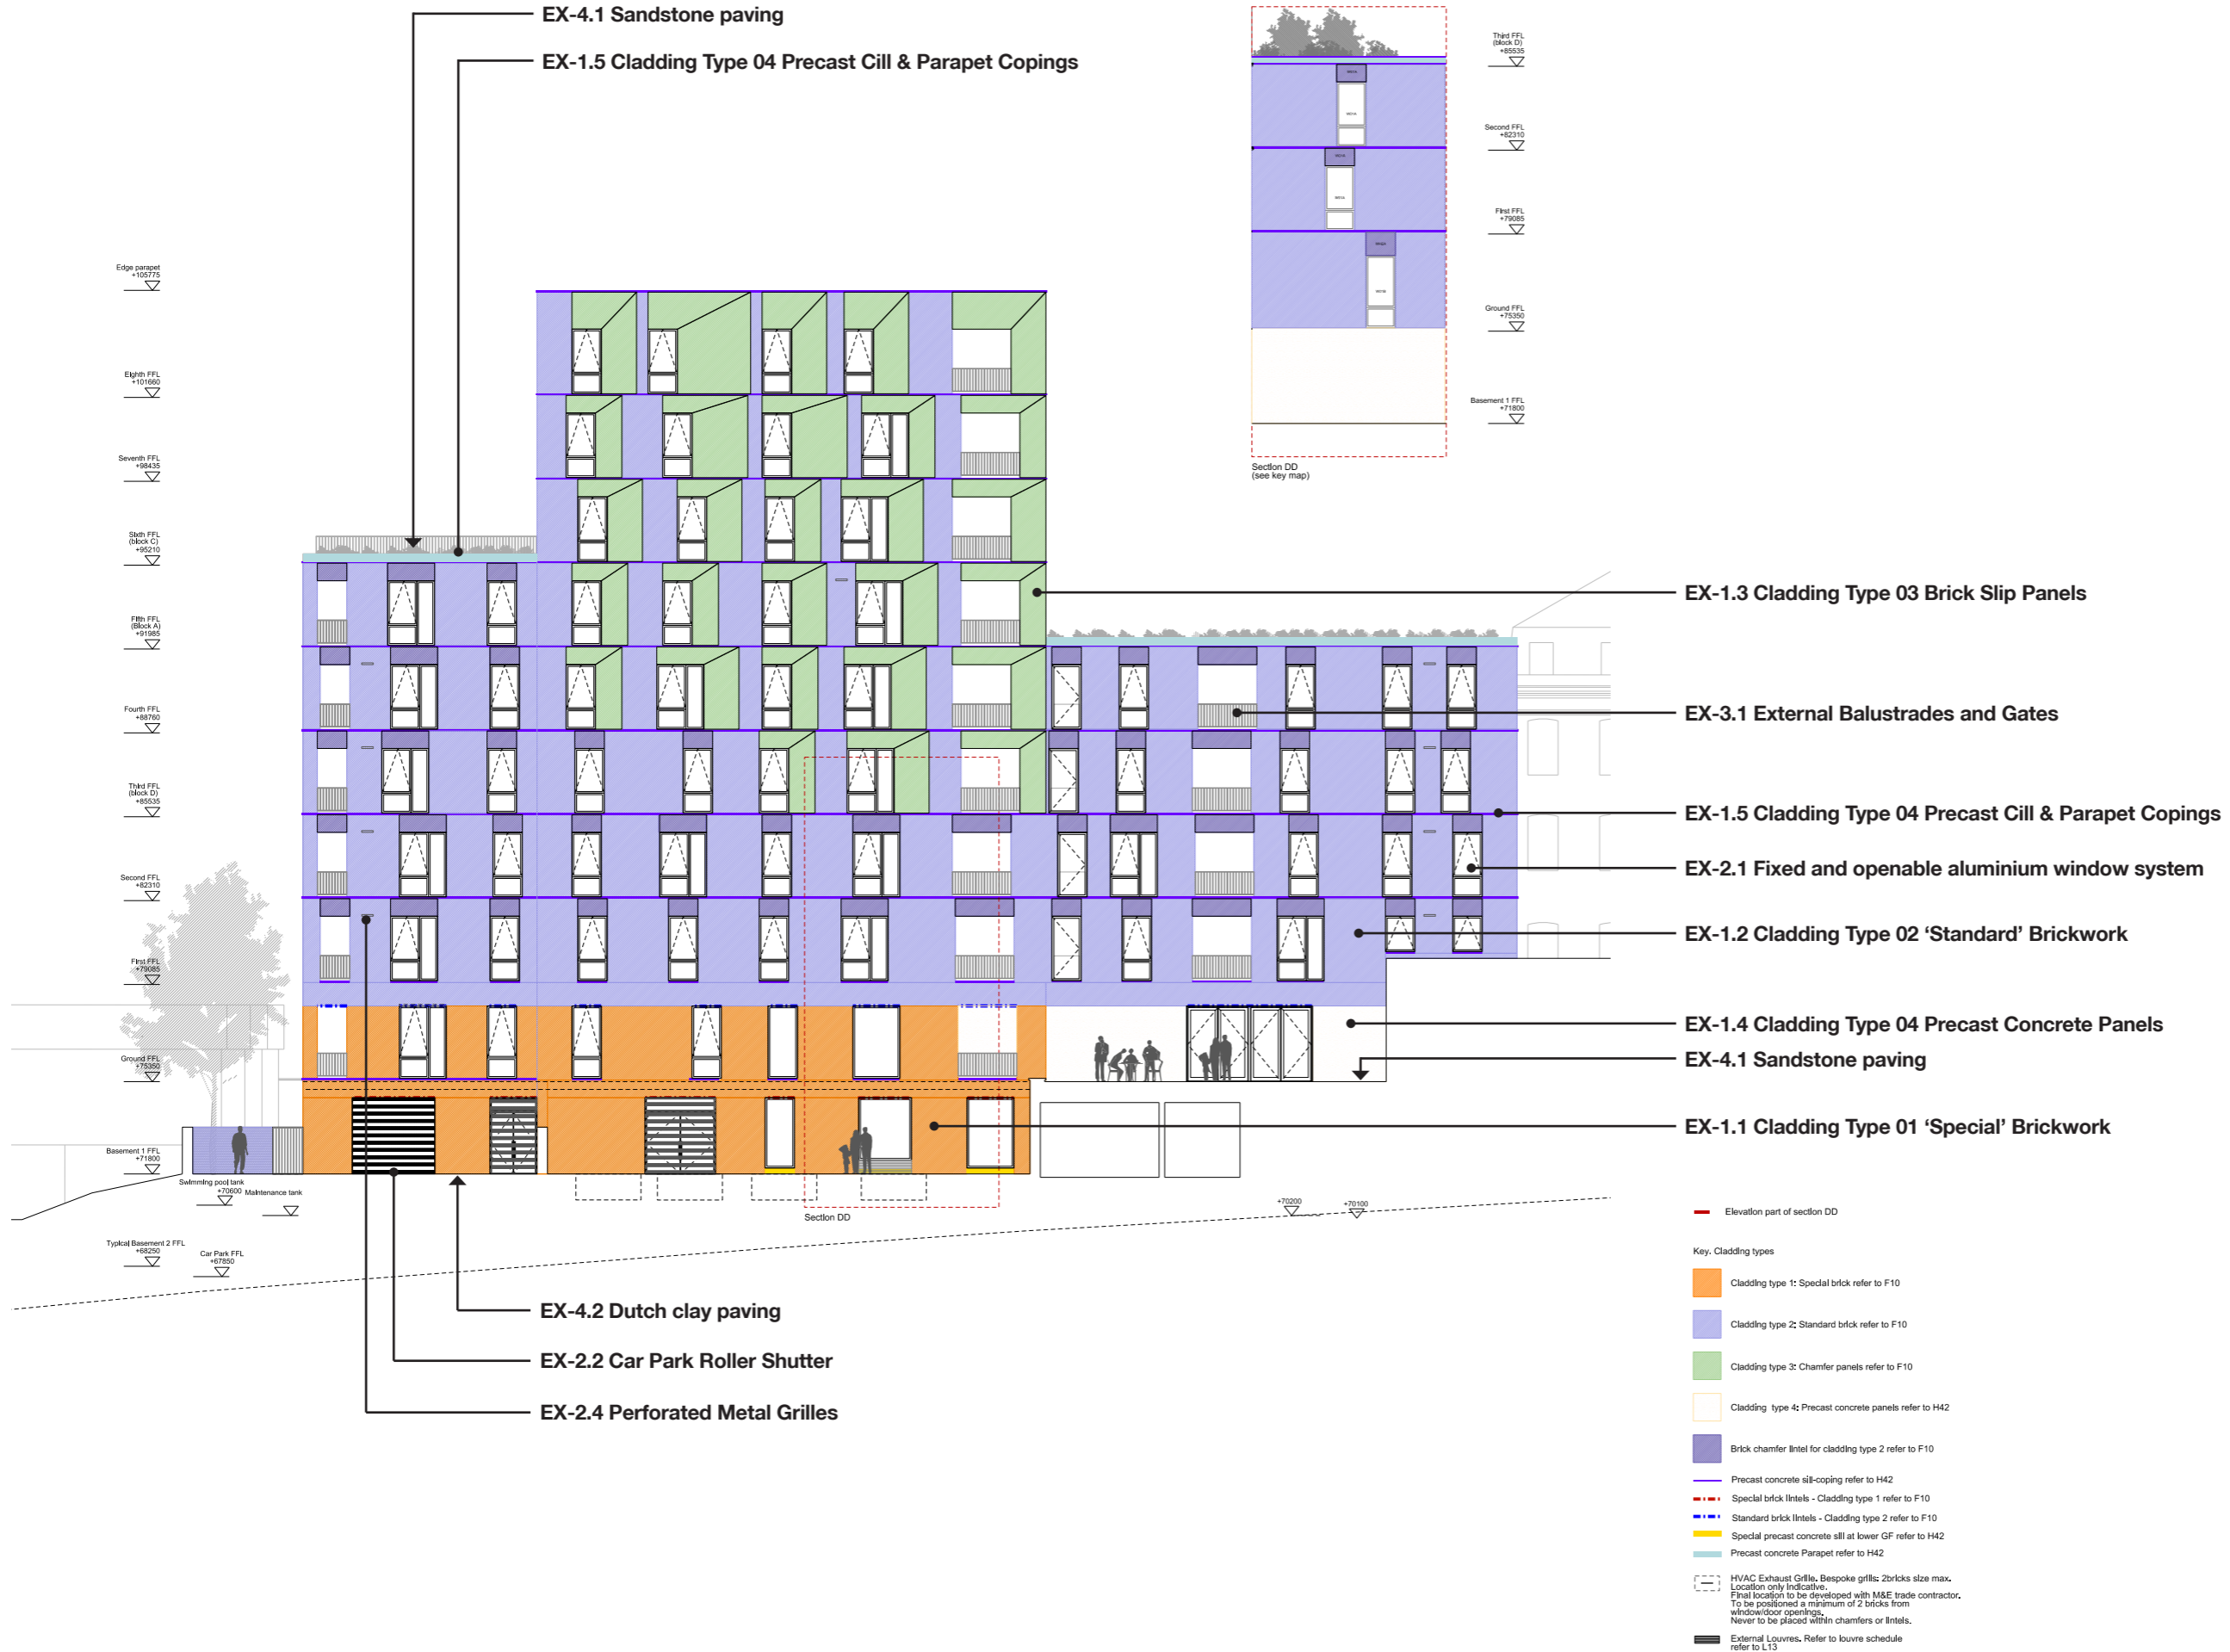 EX-4.1 Sandstone paving
EX-1.5 Cladding Type 04 Precast Cill & Parapet Copings
Third FFL
(block D)
+85535
Second FFL
+82310
First FFL
+79085
Ground FFL
+75350
Basement 1 FFL
+71800
Section DD
(see key map)
Edge parapet
+105775
Eighth FFL
+101660
Seventh FFL
+98435
Sixth FFL
(block C)
+95210
Fifth FFL
(Block A)
+91985
Fourth FFL
+88760
Third FFL
(block D)
+85535
Second FFL
+82310
First FFL
+79085
Ground FFL
+75350
Basement 1 FFL
+71800
Swimming pool tank
+70600
Maintenance tank
Typical Basement 2 FFL
+68250
Car Park FFL
+67850
Section DD
+70200
+70100
EX-1.3 Cladding Type 03 Brick Slip Panels
EX-3.1 External Balustrades and Gates
EX-1.5 Cladding Type 04 Precast Cill & Parapet Copings
EX-2.1 Fixed and openable aluminium window system
EX-1.2 Cladding Type 02 ‘Standard’ Brickwork
EX-1.4 Cladding Type 04 Precast Concrete Panels
EX-4.1 Sandstone paving
EX-1.1 Cladding Type 01 ‘Special’ Brickwork
EX-4.2 Dutch clay paving
EX-2.2 Car Park Roller Shutter
EX-2.4 Perforated Metal Grilles
Elevation part of section DD
Key. Cladding types
Cladding type 1: Special brick refer to F10
Cladding type 2: Standard brick refer to F10
Cladding type 3: Chamfer panels refer to F10
Cladding type 4: Precast concrete panels refer to H42
Brick chamfer lintel for cladding type 2 refer to F10
Precast concrete sill-coping refer to H42
Special brick lintels - Cladding type 1 refer to F10
Standard brick lintels - Cladding type 2 refer to F10
Special precast concrete sill at lower GF refer to H42
Precast concrete Parapet refer to H42
HVAC Exhaust Grille. Bespoke grills: 2bricks size max.
Location only indicative.
Final location to be developed with M&E trade contractor.
To be positioned a minimum of 2 bricks from
window/door openings.
Never to be placed within chamfers or lintels.
External Louvres. Refer to louvre schedule
refer to L13